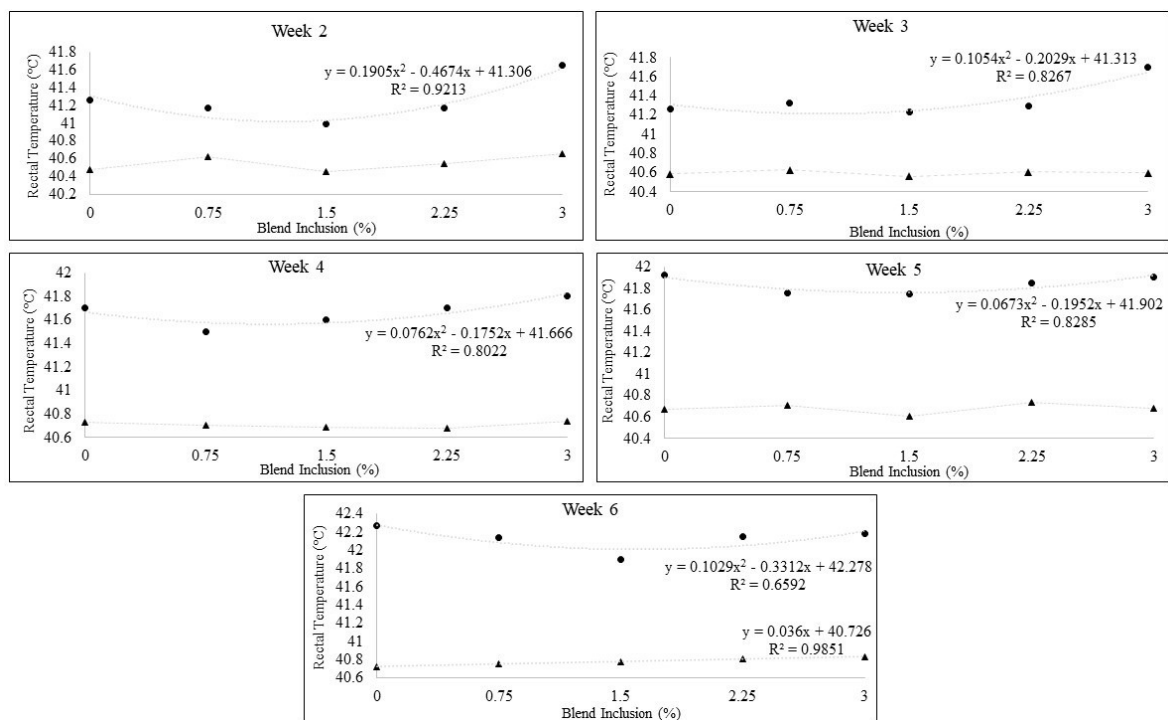 Week 2
Rectal Temperature (°C)
41.8
41.6
41.4
41.2
41
40.8
40.6
40.4
40.2
y = 0.1905x² - 0.4674x + 41.306
R² = 0.9213
0 0.75 1.5 2.25 3
Blend Inclusion (%)
Week 3
Rectal Temperature (°C)
41.8
41.6
41.4
41.2
41
40.8
40.6
40.4
y = 0.1054x² - 0.2029x + 41.313
R² = 0.8267
0 0.75 1.5 2.25 3
Blend Inclusion (%)
Week 4
Rectal Temperature (°C)
42
41.8
41.6
41.4
41.2
41
40.8
40.6
y = 0.0762x² - 0.1752x + 41.666
R² = 0.8022
0 0.75 1.5 2.25 3
Blend Inclusion (%)
Week 5
Rectal Temperature (°C)
42
41.8
41.6
41.4
41.2
41
40.8
40.6
40.4
y = 0.0673x² - 0.1952x + 41.902
R² = 0.8285
0 0.75 1.5 2.25 3
Blend Inclusion (%)
Week 6
Rectal Temperature (°C)
42.4
42.2
42
41.8
41.6
41.4
41.2
41
40.8
40.6
y = 0.1029x² - 0.3312x + 42.278
R² = 0.6592
y = 0.036x + 40.726
R² = 0.9851
0 0.75 1.5 2.25 3
Blend Inclusion (%)